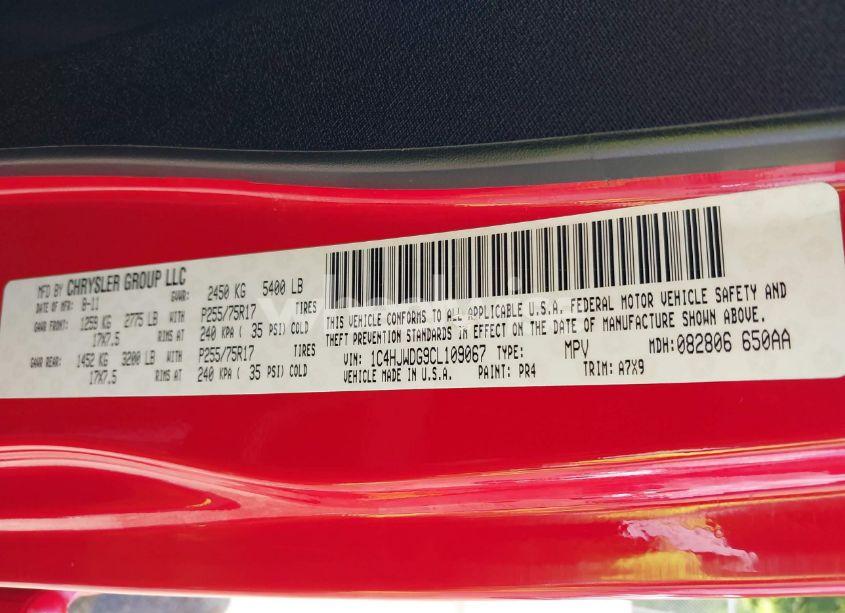 MFD BY CHRYSLER GROUP LLC
DATE OF MFR: 8-11 GVWR: 2450 KG 5400 LB
GAWR FRONT: 1259 KG 2775 LB WITH P255/75R17 TIRES
17X7.5 RIMS AT 240 KPA ( 35 PSI) COLD
GAWR REAR: 1452 KG 3200 LB WITH P255/75R17 TIRES
17X7.5 RIMS AT 240 KPA ( 35 PSI) COLD
THIS VEHICLE CONFORMS TO ALL APPLICABLE U.S.A. FEDERAL MOTOR VEHICLE SAFETY AND
THEFT PREVENTION STANDARDS IN EFFECT ON THE DATE OF MANUFACTURE SHOWN ABOVE.
VIN: 1C4HJWDG9CL109067 TYPE: MPV MDH:082806 650AA
VEHICLE MADE IN U.S.A. PAINT: PR4 TRIM: A7X9